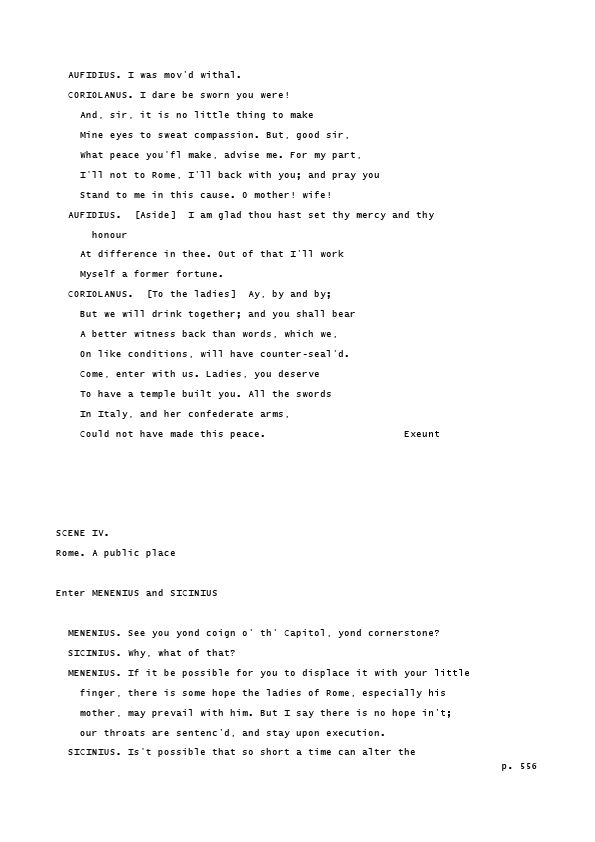 AUFIDIUS. I was mov'd withal.
CORIOLANUS. I dare be sworn you were!
And, sir, it is no little thing to make
Mine eyes to sweat compassion. But, good sir,
What peace you'fl make, advise me. For my part,
I'll not to Rome, I'll back with you; and pray you
Stand to me in this cause. O mother! wife!
AUFIDIUS. [Aside] I am glad thou hast set thy mercy and thy
honour
At difference in thee. Out of that I'll work
Myself a former fortune.
CORIOLANUS. [To the ladies] Ay, by and by;
But we will drink together; and you shall bear
A better witness back than words, which we,
On like conditions, will have counter-seal'd.
Come, enter with us. Ladies, you deserve
To have a temple built you. All the swords
In Italy, and her confederate arms,
Could not have made this peace. Exeunt
SCENE IV.
Rome. A public place
Enter MENENIUS and SICINIUS
MENENIUS. See you yond coign o' th' Capitol, yond cornerstone?
SICINIUS. Why, what of that?
MENENIUS. If it be possible for you to displace it with your little
finger, there is some hope the ladies of Rome, especially his
mother, may prevail with him. But I say there is no hope in't;
our throats are sentenc'd, and stay upon execution.
SICINIUS. Is't possible that so short a time can alter the
p. 556